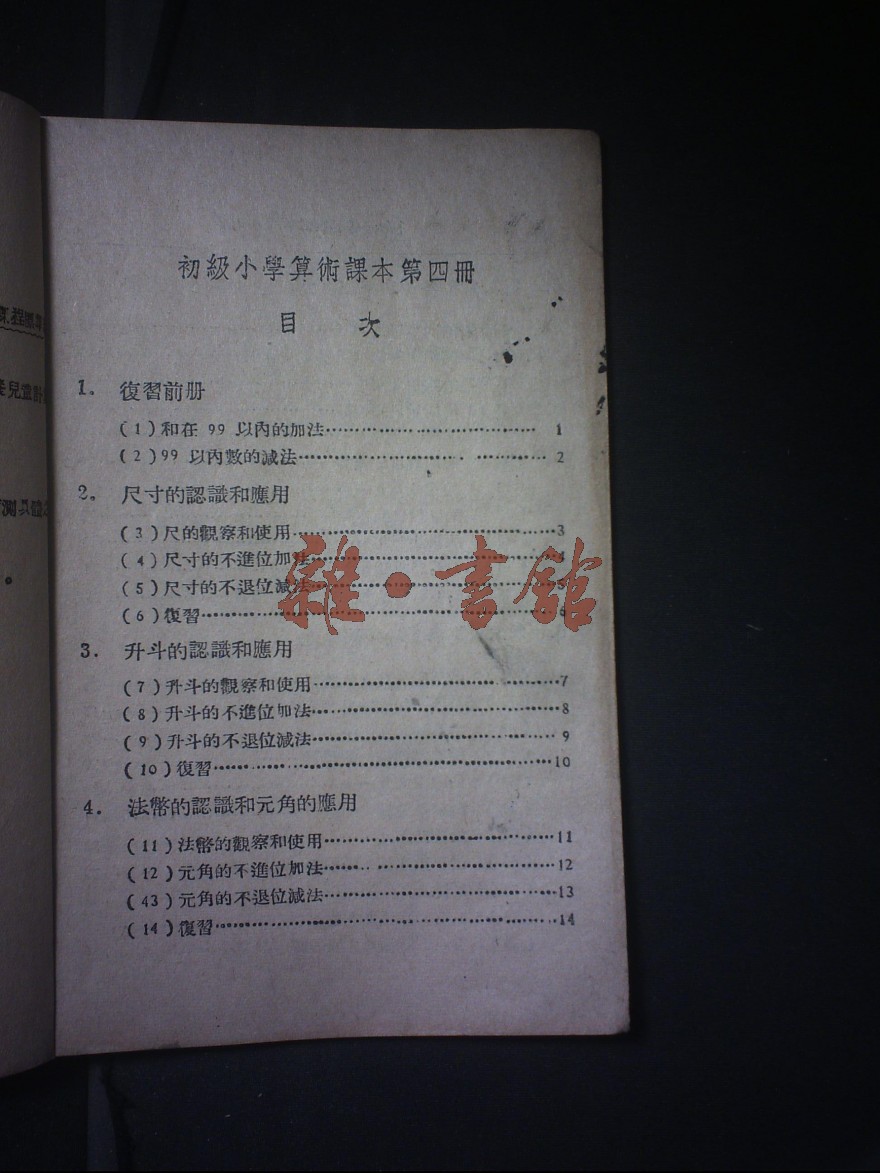 初級小學算術課本第四冊
目 次
1. 復習前册
(1)和在 99 以內的加法……………………………… 1
(2)99 以內數的減法……………………………… 2
2. 尺寸的認識和應用
(3)尺的觀察和使用………………………………3
(4)尺寸的不進位加法………………………………4
(5)尺寸的不退位減法………………………………5
(6)復習………………………………6
3. 升斗的認識和應用
(7)升斗的觀察和使用………………………………7
(8)升斗的不進位加法………………………………8
(9)升斗的不退位減法………………………………9
(10)復習………………………………10
4. 法幣的認識和元角的應用
(11)法幣的觀察和使用………………………………11
(12)元角的不進位加法………………………………12
(43)元角的不退位減法………………………………13
(14)復習………………………………14
雜·書館